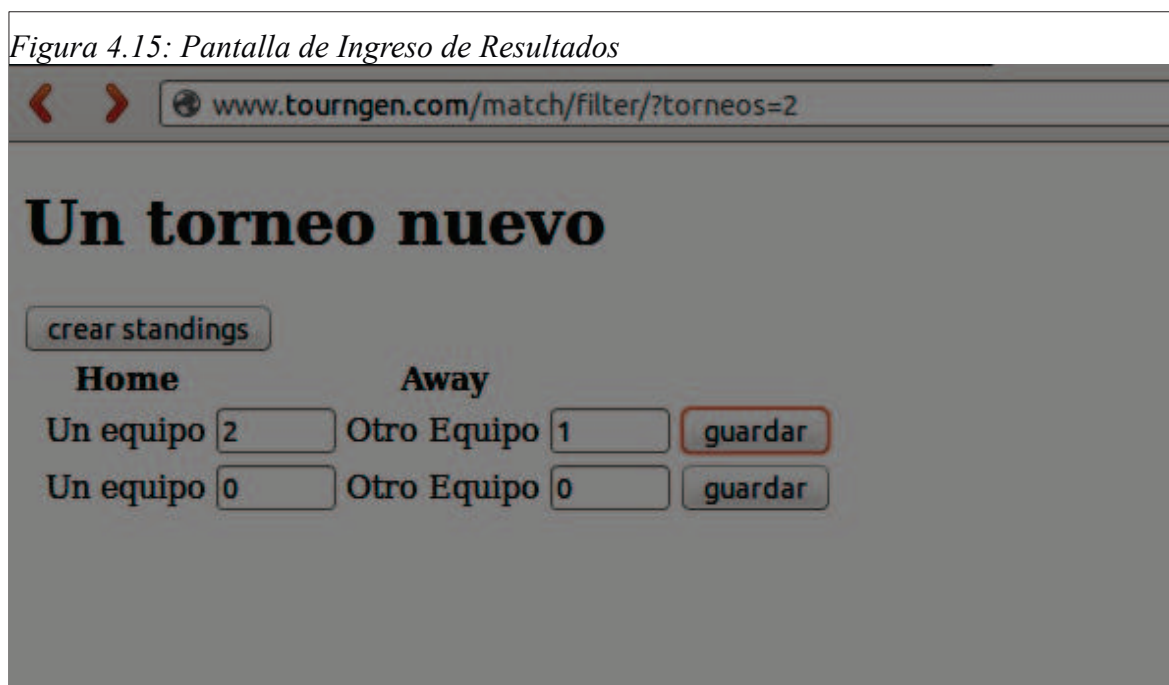 Figura 4.15: Pantalla de Ingreso de Resultados
www.tourngen.com/match/filter/?torneos=2
Un torneo nuevo
crear standings
Home Away
Un equipo 2 Otro Equipo 1 guardar
Un equipo 0 Otro Equipo 0 guardar